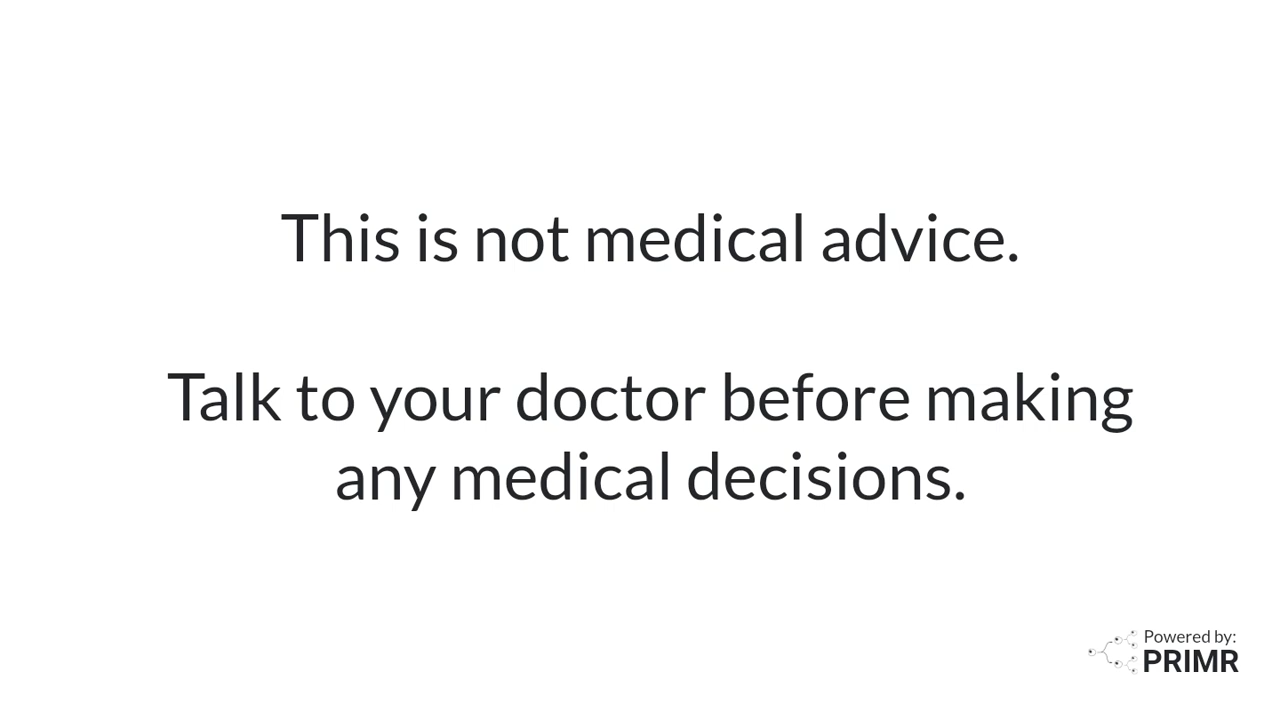 This is not medical advice.
Talk to your doctor before making
any medical decisions.
Powered by:
PRIMR